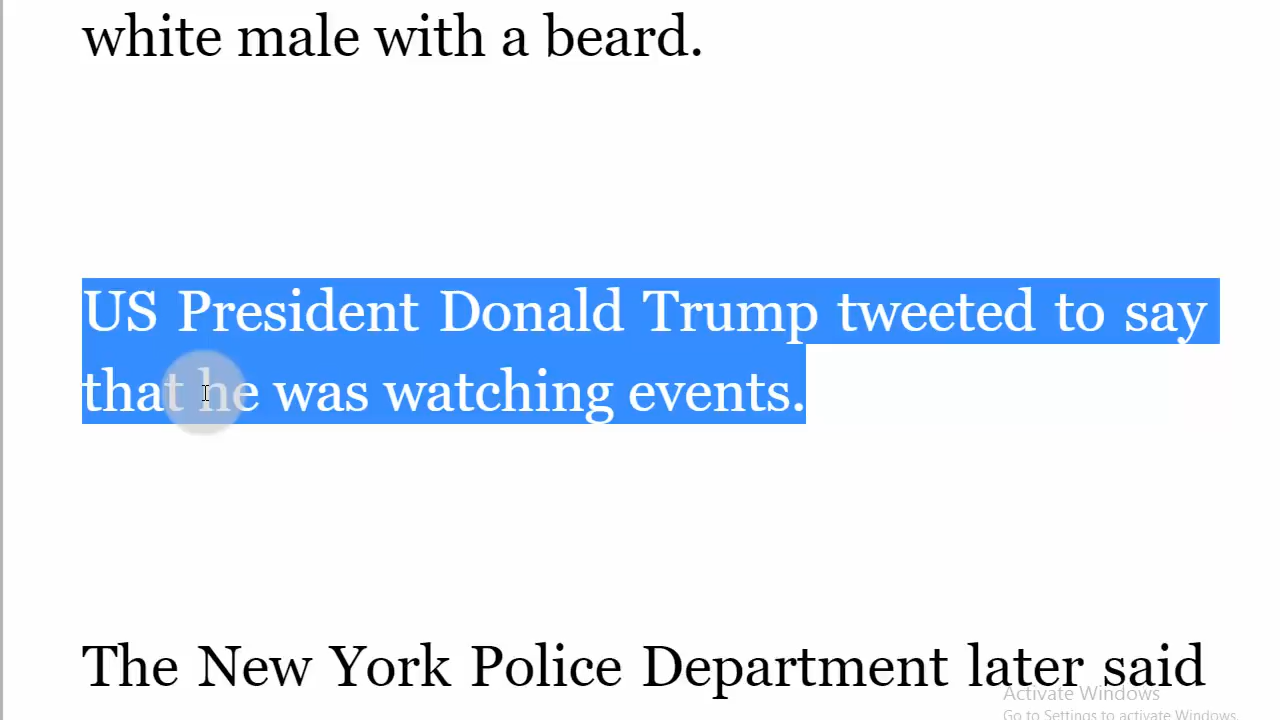 white male with a beard.
US President Donald Trump tweeted to say
that he was watching events.
The New York Police Department later said
Activate Windows
Go to Settings to activate Windows.